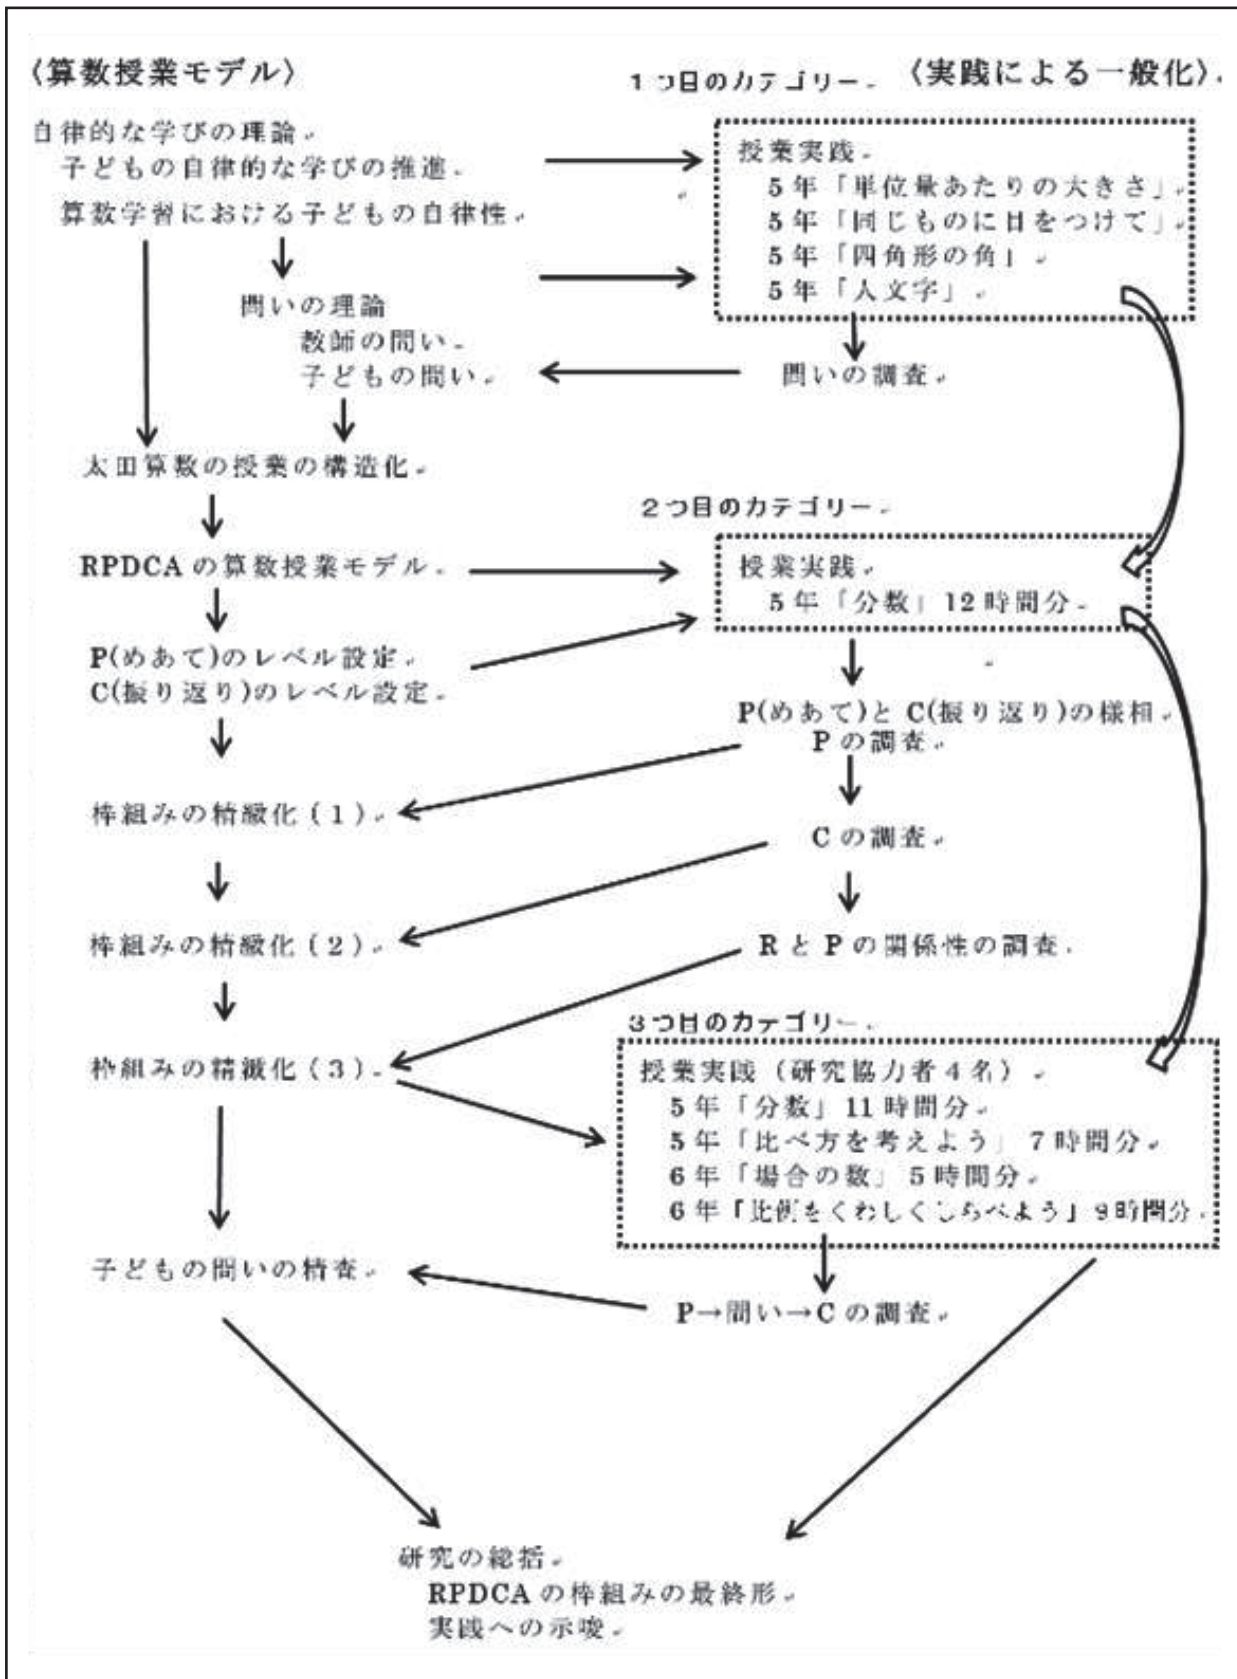 〈算数授業モデル〉
自律的な学びの理論
子どもの自律的な学びの推進
算数学習における子どもの自律性
問いの理論
教師の問い
子どもの問い
太田算数の授業の構造化
RPDCAの算数授業モデル
P(めあて)のレベル設定
C(振り返り)のレベル設定
枠組みの精緻化(1)
枠組みの精緻化(2)
枠組みの精緻化(3)
子どもの問いの精査
1つ目のカテゴリー
〈実践による一般化〉
授業実践
5年「単位量あたりの大きさ」
5年「同じものに目をつけて」
5年「四角形の角」
5年「人文字」
問いの調査
2つ目のカテゴリー
授業実践
5年「分数」12時間分
P(めあて)とC(振り返り)の様相
Pの調査
Cの調査
RとPの関係性の調査
3つ目のカテゴリー
授業実践(研究協力者4名)
5年「分数」11時間分
5年「比べ方を考えよう」7時間分
6年「場合の数」5時間分
6年「比例をくわしくしらべよう」9時間分
P→問い→Cの調査
研究の総括
RPDCAの枠組みの最終形
実践への示唆